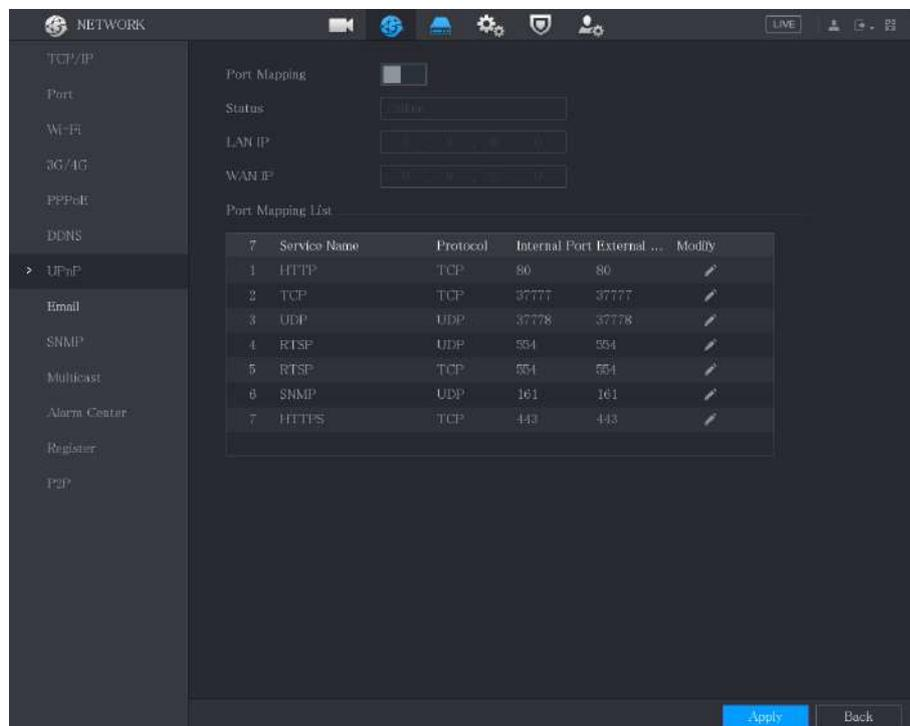 NETWORK LIVE
TCP/IP
Port
Wi-Fi
3G/4G
PPPoE
DDNS
UPnP
Email
SNMP
Multicast
Alarm Center
Register
P2P
Port Mapping
Status
LAN IP
WAN IP
Port Mapping List
7 Service Name Protocol Internal Port External ... Modify
1 HTTP TCP 80 80
2 TCP TCP 37777 37777
3 UDP UDP 37778 37778
4 RTSP UDP 554 554
5 RTSP TCP 554 554
6 SNMP UDP 161 161
7 HTTPS TCP 443 443
Apply Back